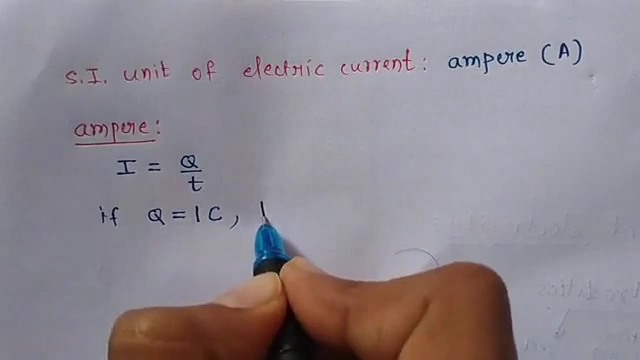 S.I. unit of electric current: ampere (A)
ampere:
I = Q/t
if Q = 1 C,